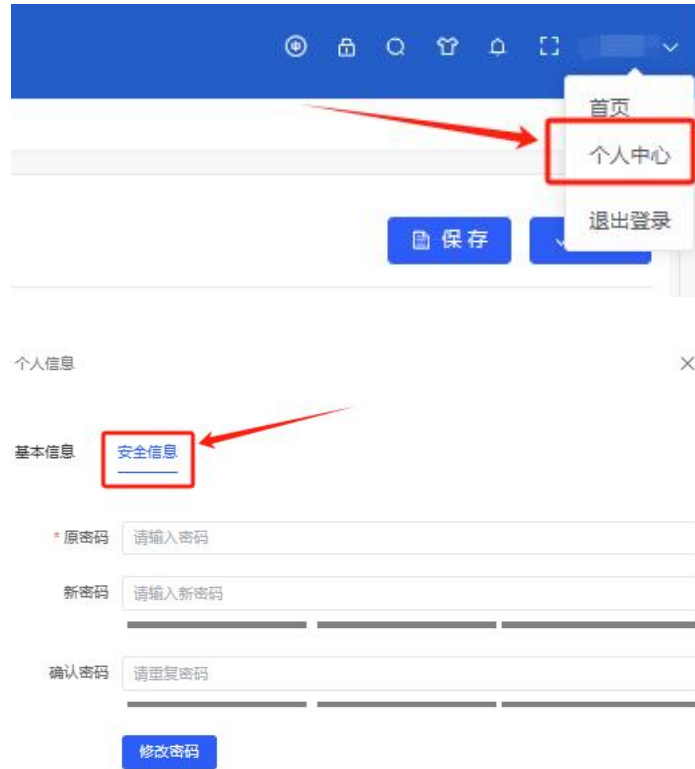 首页
个人中心
退出登录
保存
个人信息
基本信息 安全信息
* 原密码 请输入密码
新密码 请输入新密码
确认密码 请重复密码
修改密码